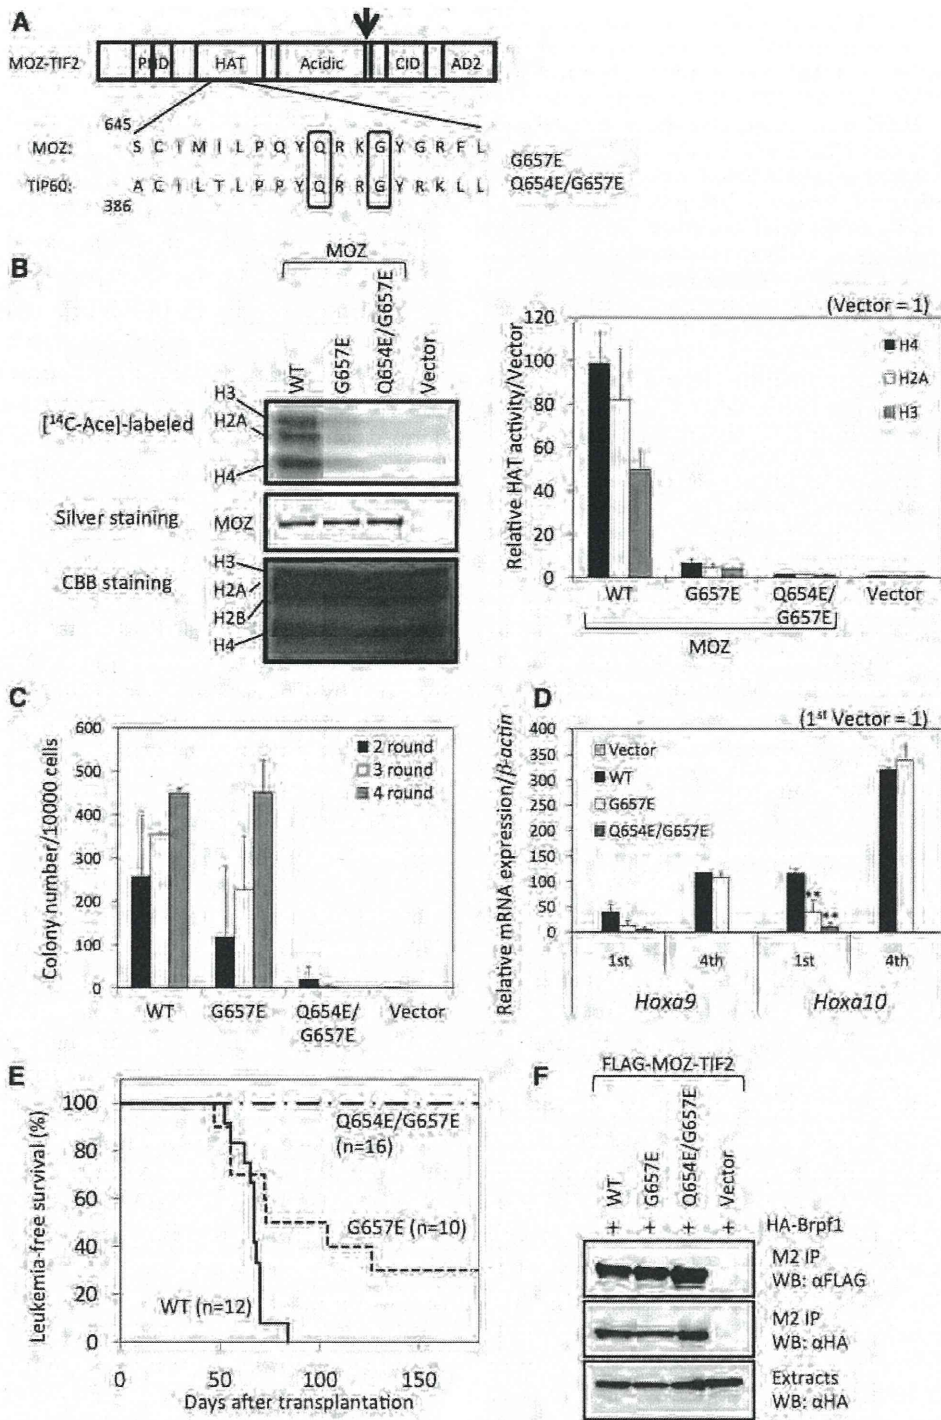 A
MOZ-TIF2
PHD HAT Acidic CID AD2
645
MOZ: S C I M I L P Q Y Q R K G Y G R F L
TIP60: A C I L T L P P Y Q R R G Y R K L L
386
G657E
Q654E/G657E
B
MOZ
WT G657E Q654E/G657E Vector
[14C-Ace]-labeled
H3
H2A
H4
Silver staining
MOZ
CBB staining
H3
H2A
H2B
H4
(Vector = 1)
Relative HAT activity/Vector
120
100
80
60
40
20
0
H4
H2A
H3
WT G657E Q654E/G657E Vector
MOZ
C
Colony number/10000 cells
600
500
400
300
200
100
0
2 round
3 round
4 round
WT G657E Q654E/G657E Vector
D
(1st Vector = 1)
Relative mRNA expression/β-actin
400
350
300
250
200
150
100
50
0
Vector
WT
G657E
Q654E/G657E
**
**
1st 4th 1st 4th
Hoxa9 Hoxa10
E
Leukemia-free survival (%)
100
80
60
40
20
0
Q654E/G657E
(n=16)
G657E (n=10)
WT (n=12)
0 50 100 150
Days after transplantation
F
FLAG-MOZ-TIF2
WT G657E Q654E/G657E Vector
+ + + + HA-Brpf1
M2 IP
WB: αFLAG
M2 IP
WB: αHA
Extracts
WB: αHA